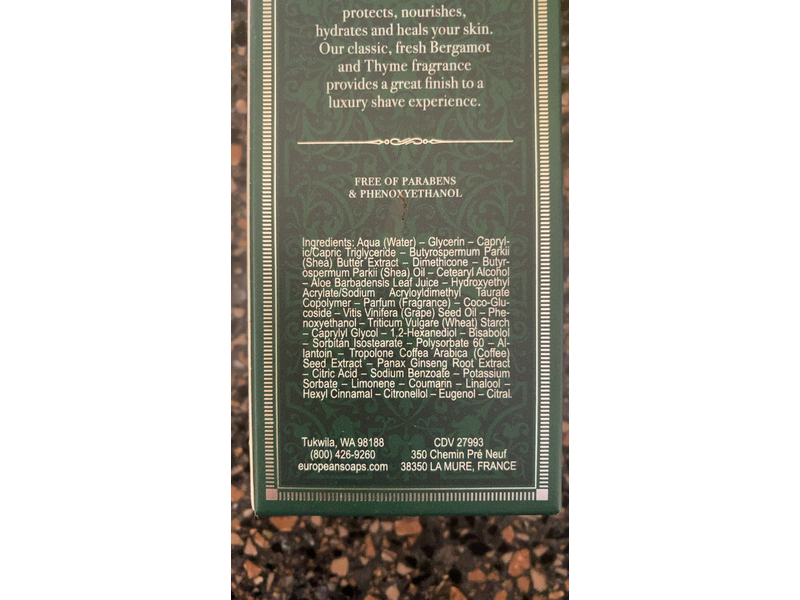 protects, nourishes,
hydrates and heals your skin.
Our classic, fresh Bergamot
and Thyme fragrance
provides a great finish to a
luxury shave experience.
FREE OF PARABENS
& PHENOXYETHANOL
Ingredients: Aqua (Water) – Glycerin – Capryl-
ic/Capric Triglyceride – Butyrospermum Parkii
(Shea) Butter Extract – Dimethicone – Butyr-
ospermum Parkii (Shea) Oil – Cetearyl Alcohol
– Aloe Barbadensis Leaf Juice – Hydroxyethyl
Acrylate/Sodium Acryloyldimethyl Taurate
Copolymer – Parfum (Fragrance) – Coco-Glu-
coside – Vitis Vinifera (Grape) Seed Oil – Phe-
noxyethanol – Triticum Vulgare (Wheat) Starch
– Caprylyl Glycol – 1,2-Hexanediol – Bisabolol
– Sorbitan Isostearate – Polysorbate 60 – Al-
lantoin – Tropolone Coffea Arabica (Coffee)
Seed Extract – Panax Ginseng Root Extract
– Citric Acid – Sodium Benzoate – Potassium
Sorbate – Limonene – Coumarin – Linalool –
Hexyl Cinnamal – Citronellol – Eugenol – Citral.
Tukwila, WA 98188
(800) 426-9260
europeansoaps.com
CDV 27993
350 Chemin Pré Neuf
38350 LA MURE, FRANCE